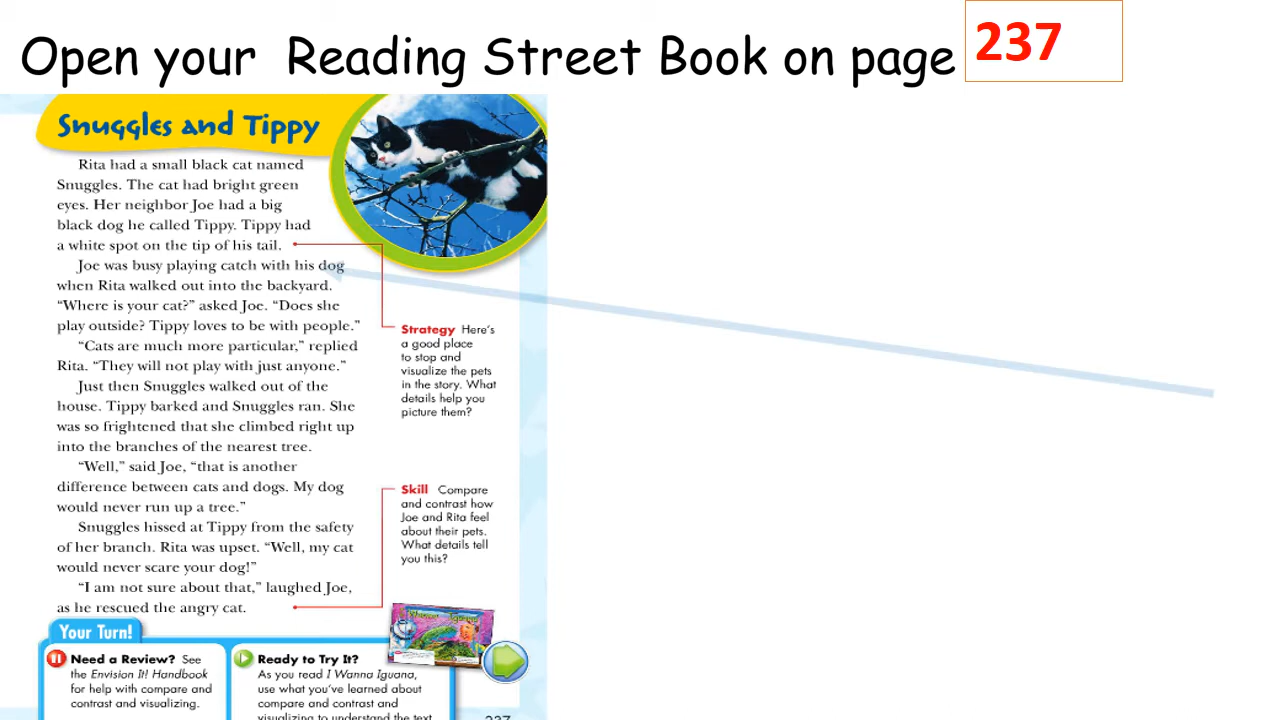 Open your Reading Street Book on page 237
Snuggles and Tippy
Rita had a small black cat named
Snuggles. The cat had bright green
eyes. Her neighbor Joe had a big
black dog he called Tippy. Tippy had
a white spot on the tip of his tail.
Joe was busy playing catch with his dog
when Rita walked out into the backyard.
“Where is your cat?” asked Joe. “Does she
play outside? Tippy loves to be with people.”
“Cats are much more particular,” replied
Rita. “They will not play with just anyone.”
Just then Snuggles walked out of the
house. Tippy barked and Snuggles ran. She
was so frightened that she climbed right up
into the branches of the nearest tree.
“Well,” said Joe, “that is another
difference between cats and dogs. My dog
would never run up a tree.”
Snuggles hissed at Tippy from the safety
of her branch. Rita was upset. “Well, my cat
would never scare your dog!”
“I am not sure about that,” laughed Joe,
as he rescued the angry cat.
Strategy Here’s
a good place
to stop and
visualize the pets
in the story. What
details help you
picture them?
Skill Compare
and contrast how
Joe and Rita feel
about their pets.
What details tell
you this?
Your Turn!
Need a Review? See
the Envision It! Handbook
for help with compare and
contrast and visualizing.
Ready to Try It?
As you read I Wanna Iguana,
use what you’ve learned about
compare and contrast and
visualizing to understand the text.
237